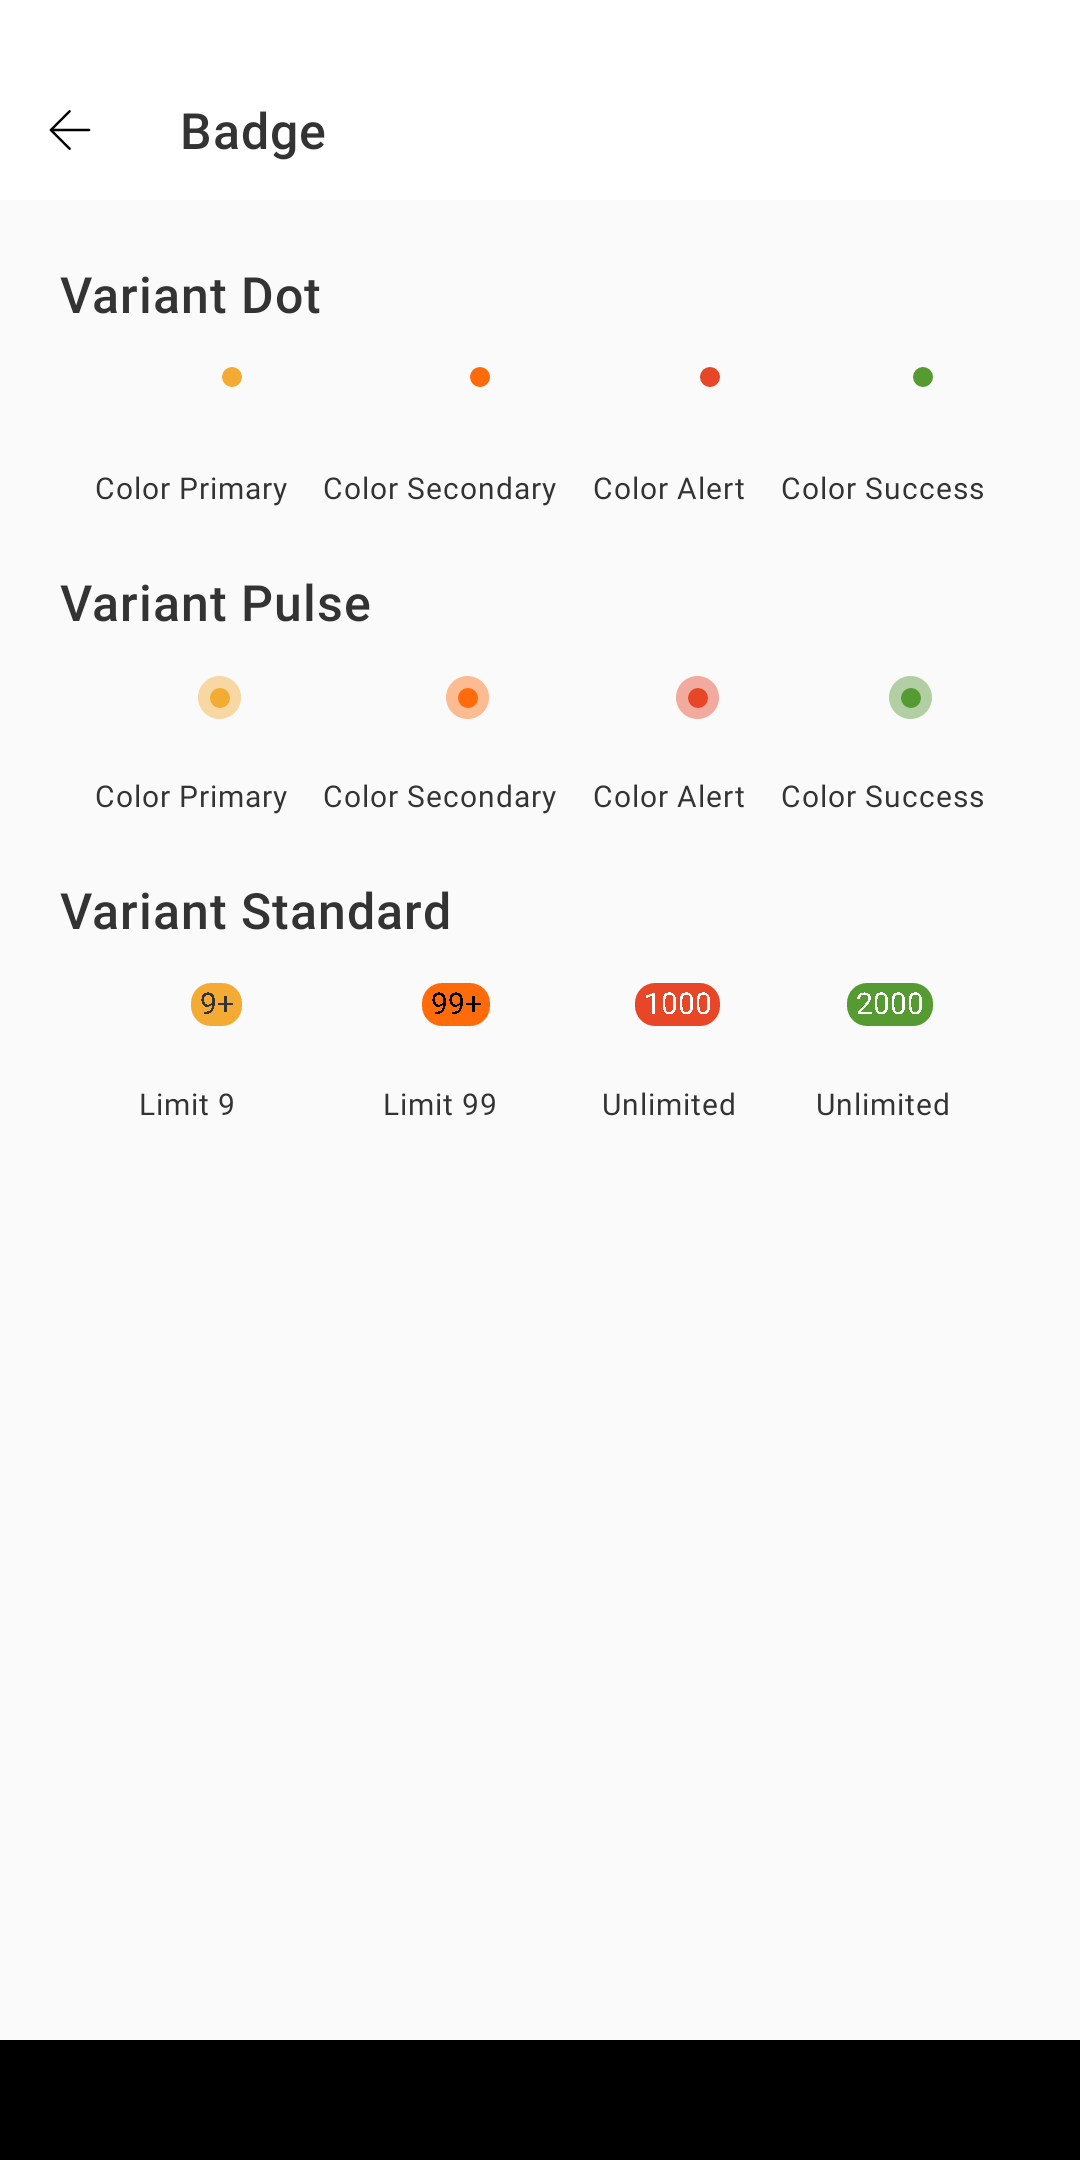 Badge
Variant Dot
Color Primary Color Secondary Color Alert Color Success
Variant Pulse
Color Primary Color Secondary Color Alert Color Success
Variant Standard
9+ 99+ 1000 2000
Limit 9 Limit 99 Unlimited Unlimited